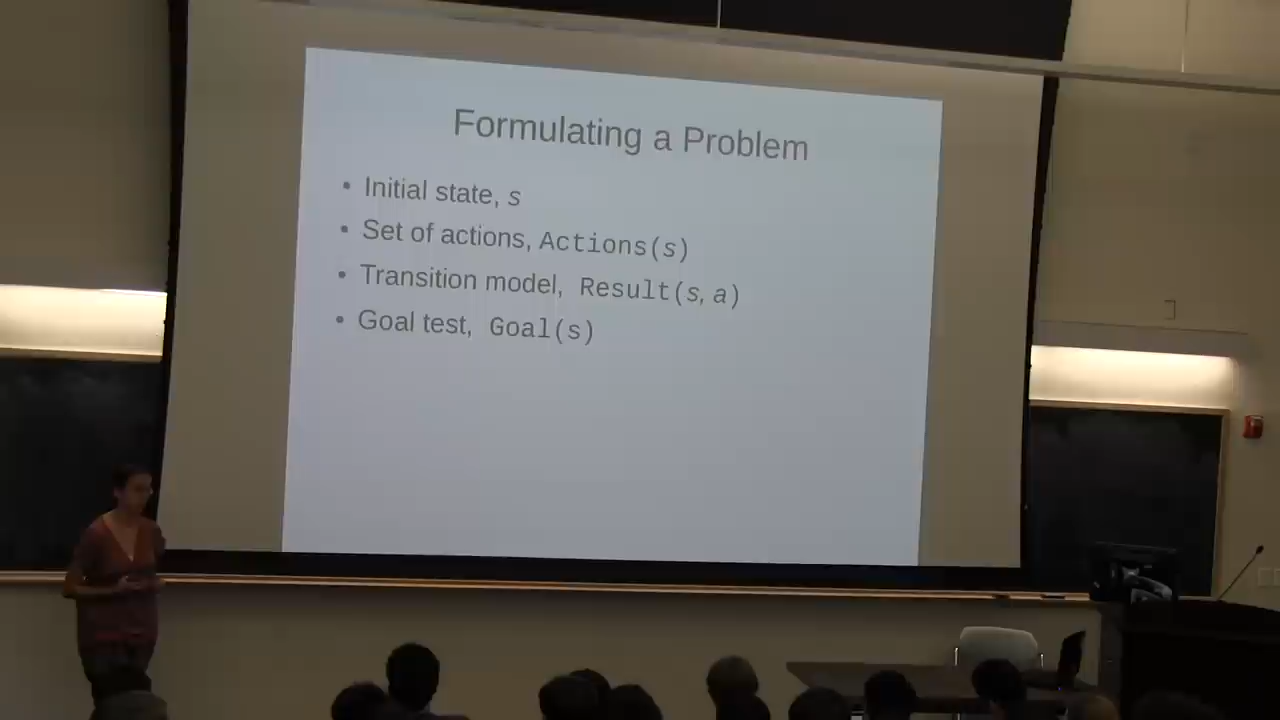 Formulating a Problem
• Initial state, s
• Set of actions, Actions(s)
• Transition model, Result(s, a)
• Goal test, Goal(s)